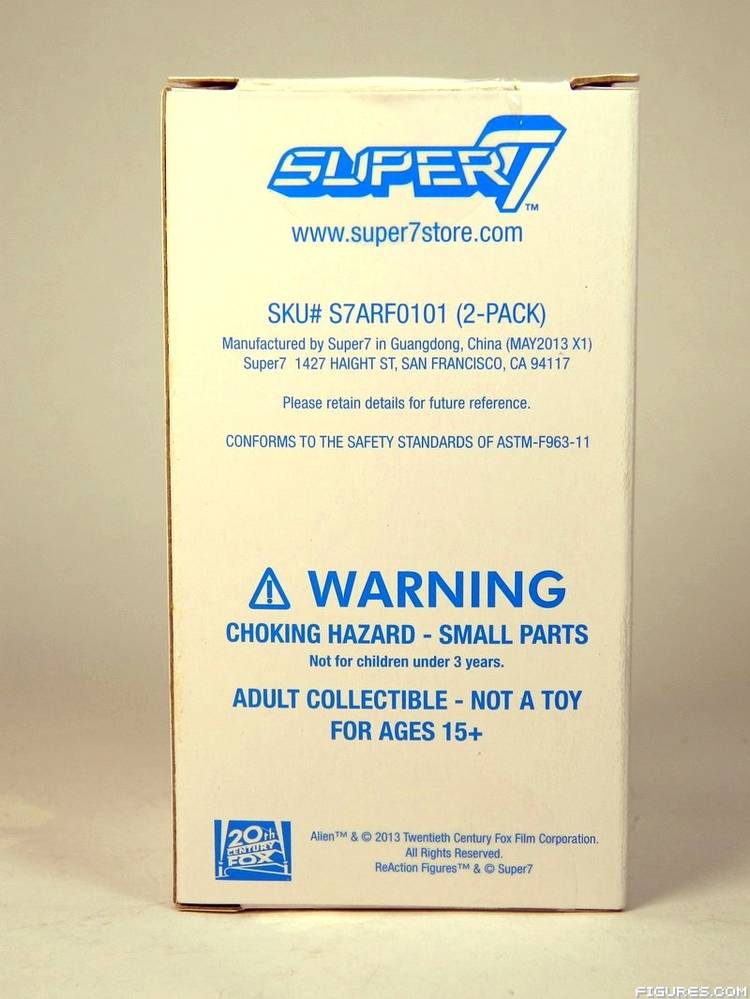 SUPER7 TM
www.super7store.com
SKU# S7ARF0101 (2-PACK)
Manufactured by Super7 in Guangdong, China (MAY2013 X1)
Super7 1427 HAIGHT ST, SAN FRANCISCO, CA 94117
Please retain details for future reference.
CONFORMS TO THE SAFETY STANDARDS OF ASTM-F963-11
⚠ WARNING
CHOKING HAZARD - SMALL PARTS
Not for children under 3 years.
ADULT COLLECTIBLE - NOT A TOY
FOR AGES 15+
20th
CENTURY
FOX
Alien™ & © 2013 Twentieth Century Fox Film Corporation.
All Rights Reserved.
ReAction Figures™ & © Super7
FIGURES.COM